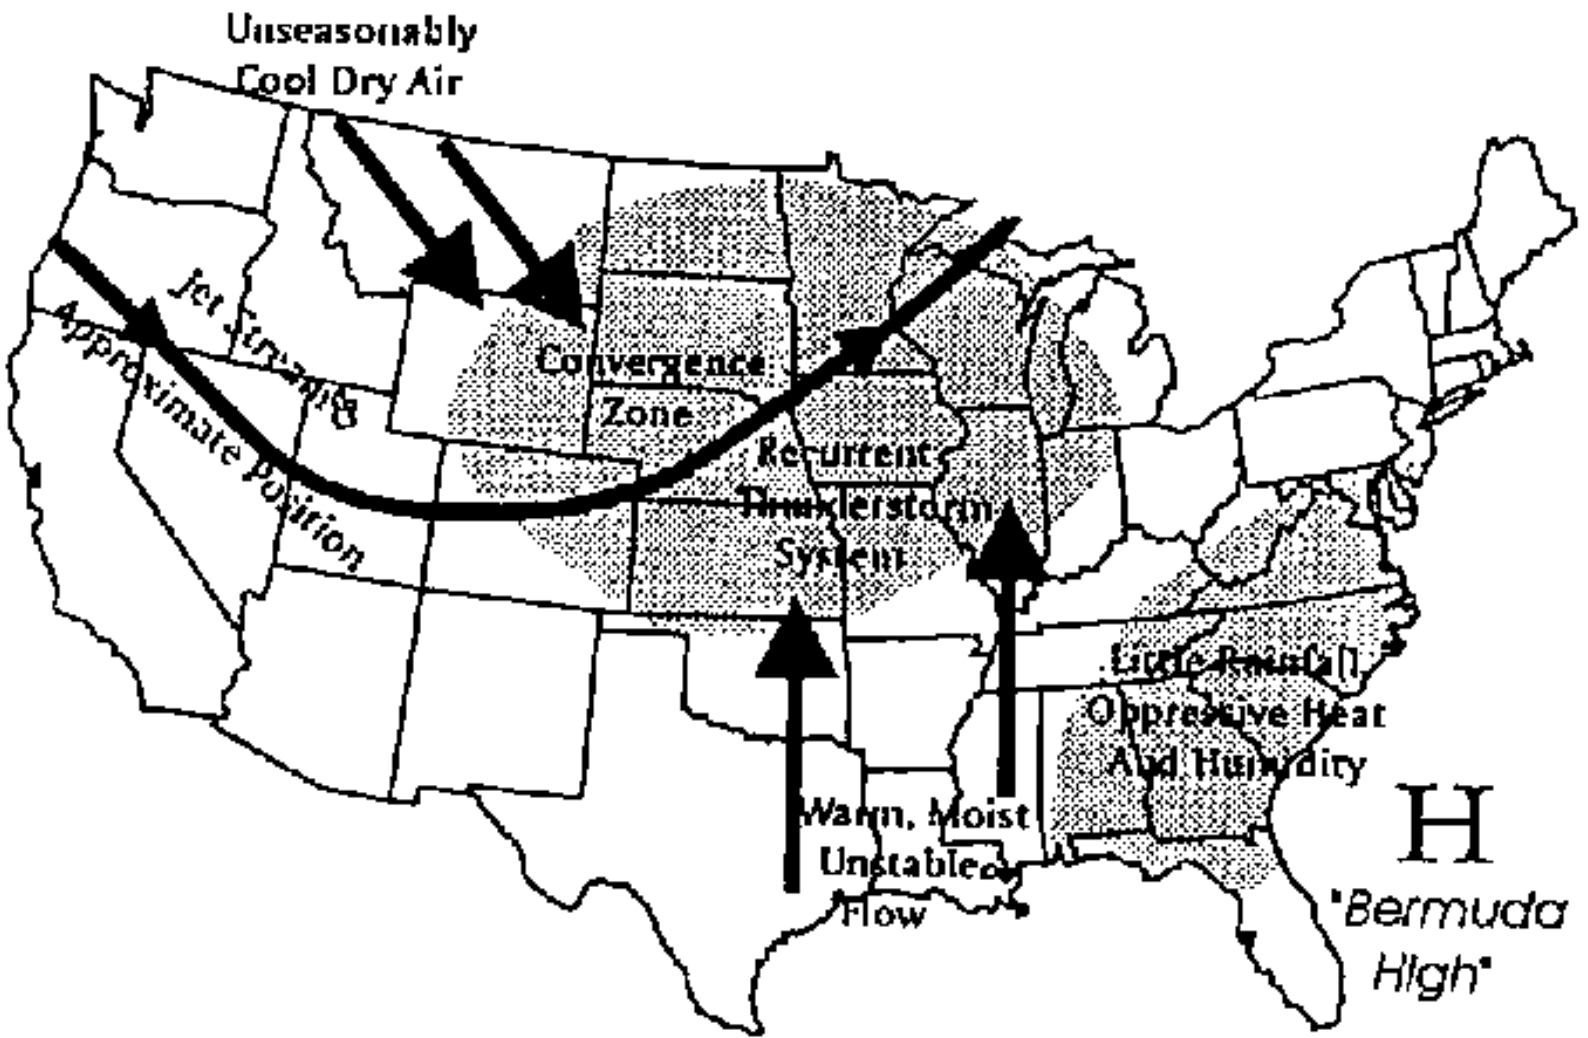 Unseasonably
Cool Dry Air
Jet Stream's
Approximate Position
Convergence
Zone
Recurrent
Thunderstorm
System
Little Rainfall
Oppressive Heat
And Humidity
Warm, Moist
Unstable
Flow
H
"Bermuda
High"